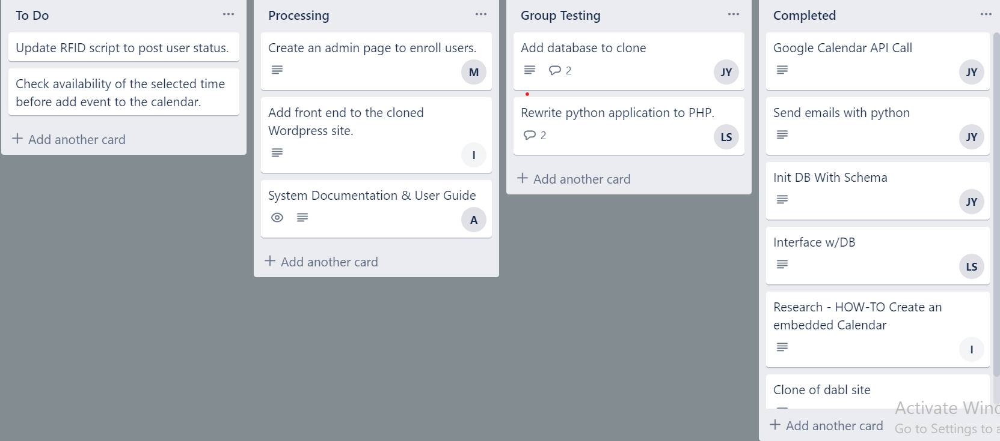 To Do
Update RFID script to post user status.
Check availability of the selected time
before add event to the calendar.
Add another card
Processing
Create an admin page to enroll users.
M
Add front end to the cloned
Wordpress site.
I
System Documentation & User Guide
A
Add another card
Group Testing
Add database to clone
2
JY
Rewrite python application to PHP.
2
LS
Add another card
Completed
Google Calendar API Call
JY
Send emails with python
JY
Init DB With Schema
JY
Interface w/DB
LS
Research - HOW-TO Create an
embedded Calendar
I
Clone of dabl site
Add another card
Activate Wind
Go to Settings to a